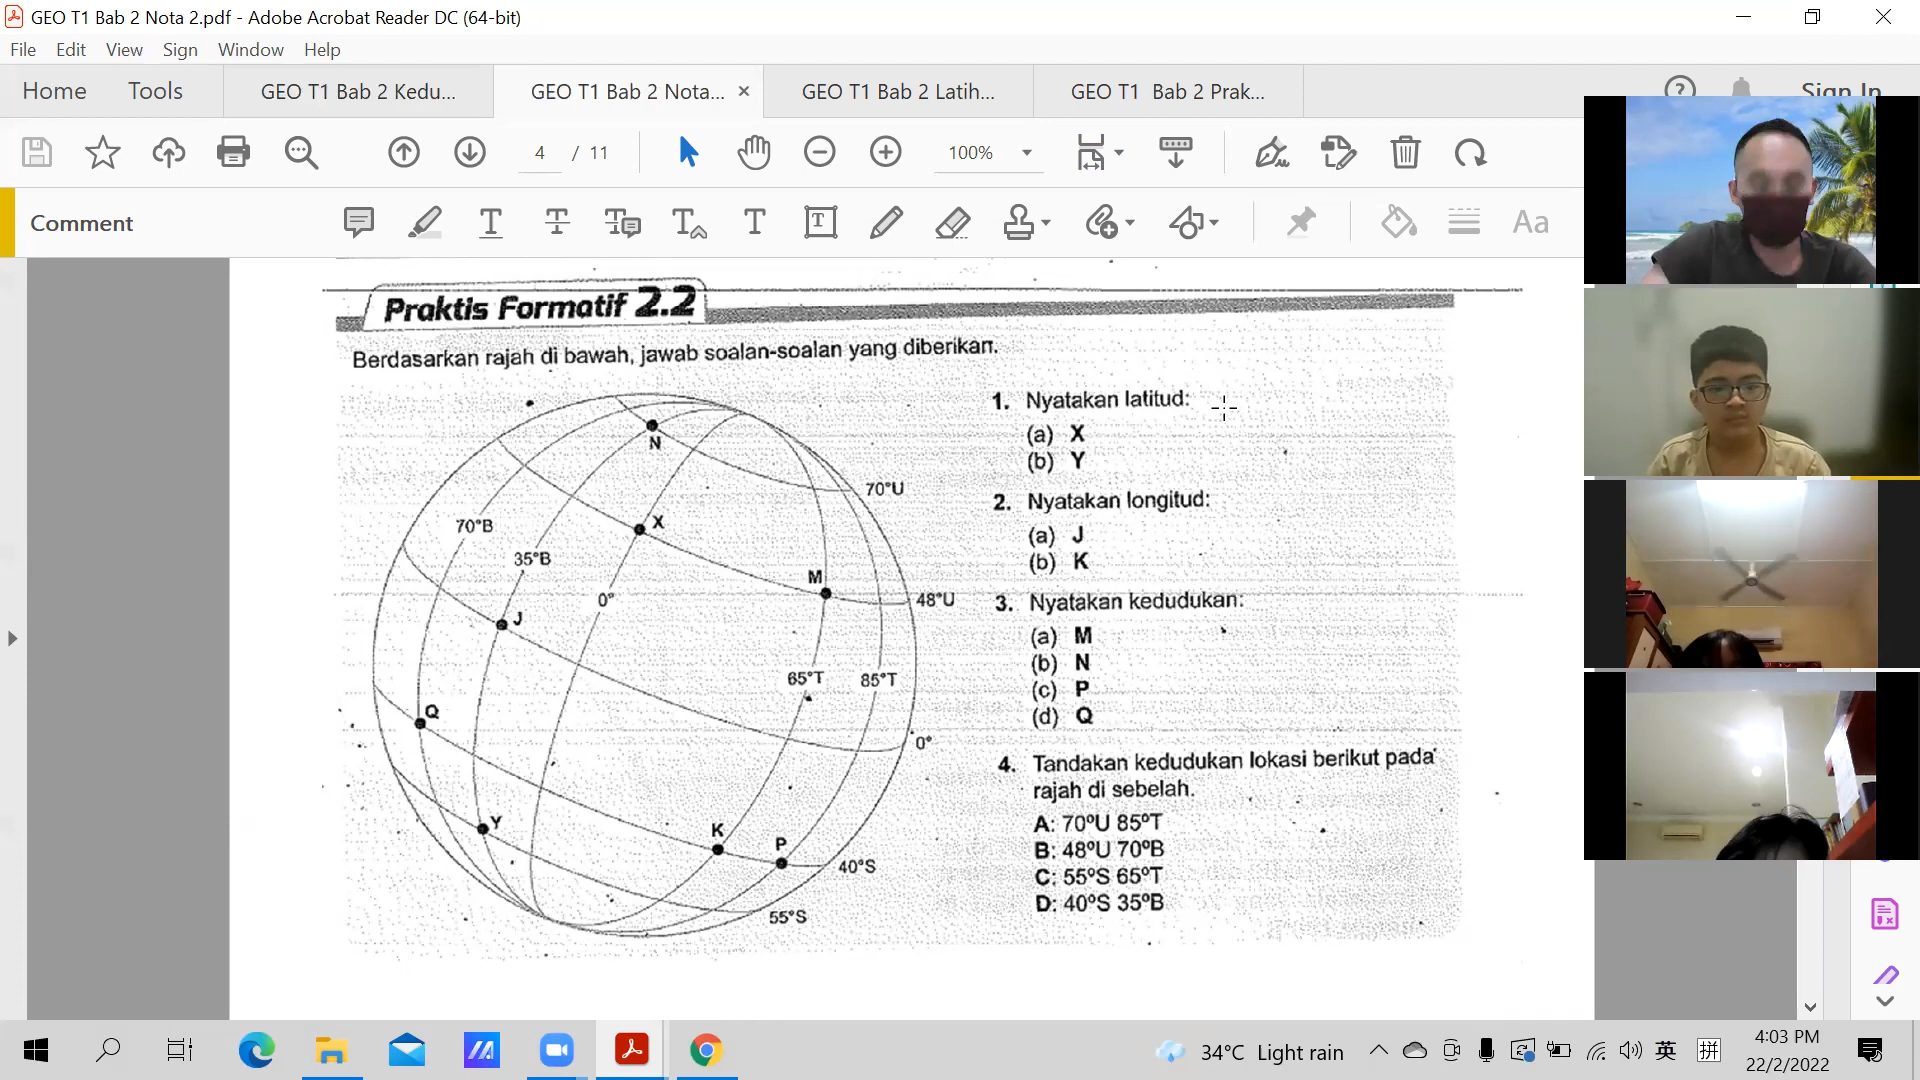 GEO T1 Bab 2 Nota 2.pdf - Adobe Acrobat Reader DC (64-bit)
File Edit View Sign Window Help
Home Tools GEO T1 Bab 2 Kedu... GEO T1 Bab 2 Nota... × GEO T1 Bab 2 Latih... GEO T1 Bab 2 Prak... Sign In
4 / 11 100%
Comment
Praktis Formatif 2.2
Berdasarkan rajah di bawah, jawab soalan-soalan yang diberikan.
N
70°U
70°B
X
35°B
M
0°
48°U
J
65°T 85°T
Q
0°
Y
K
P
40°S
55°S
1. Nyatakan latitud:
(a) X
(b) Y
2. Nyatakan longitud:
(a) J
(b) K
3. Nyatakan kedudukan:
(a) M
(b) N
(c) P
(d) Q
4. Tandakan kedudukan lokasi berikut pada
rajah di sebelah.
A: 70°U 85°T
B: 48°U 70°B
C: 55°S 65°T
D: 40°S 35°B
34°C Light rain 英 拼 4:03 PM
22/2/2022